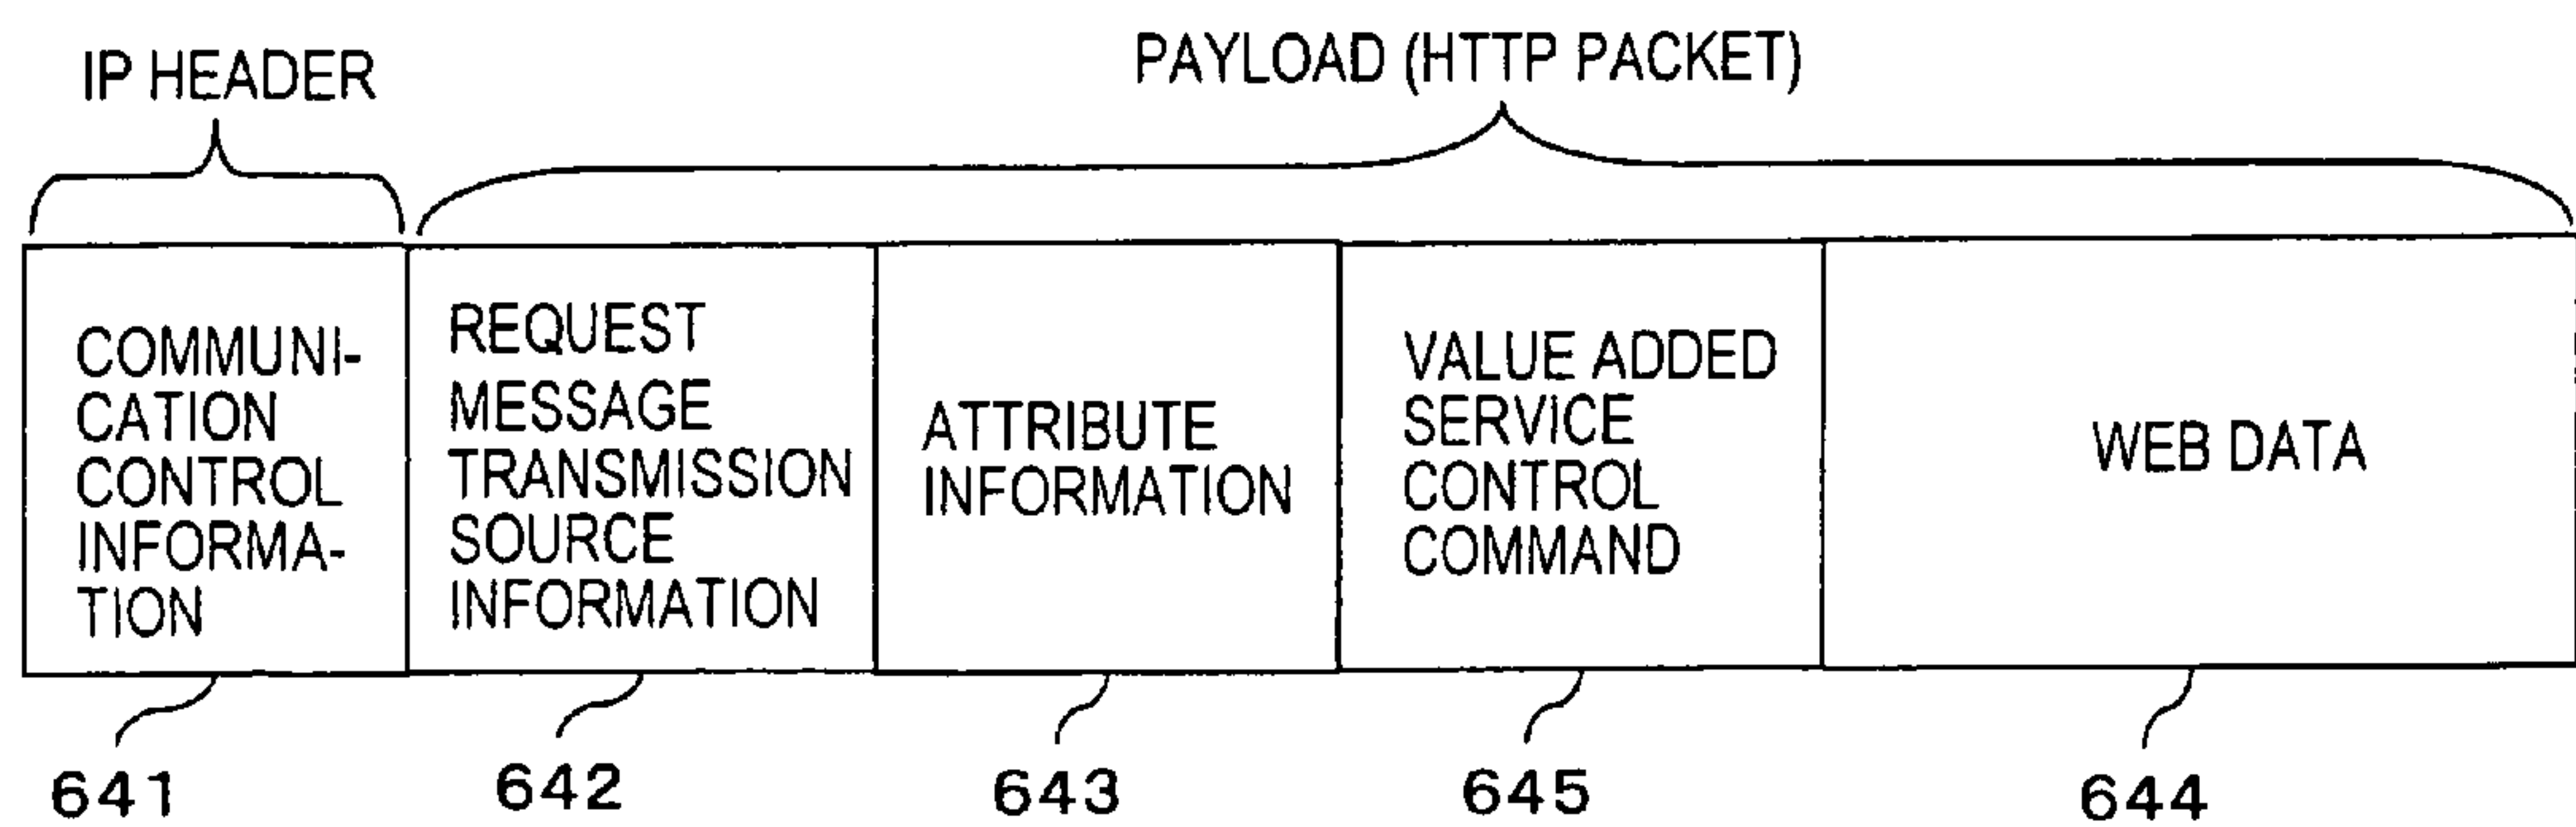 IP HEADER
PAYLOAD (HTTP PACKET)
COMMUNI-
CATION
CONTROL
INFORMA-
TION
REQUEST
MESSAGE
TRANSMISSION
SOURCE
INFORMATION
ATTRIBUTE
INFORMATION
VALUE ADDED
SERVICE
CONTROL
COMMAND
WEB DATA
641
642
643
645
644